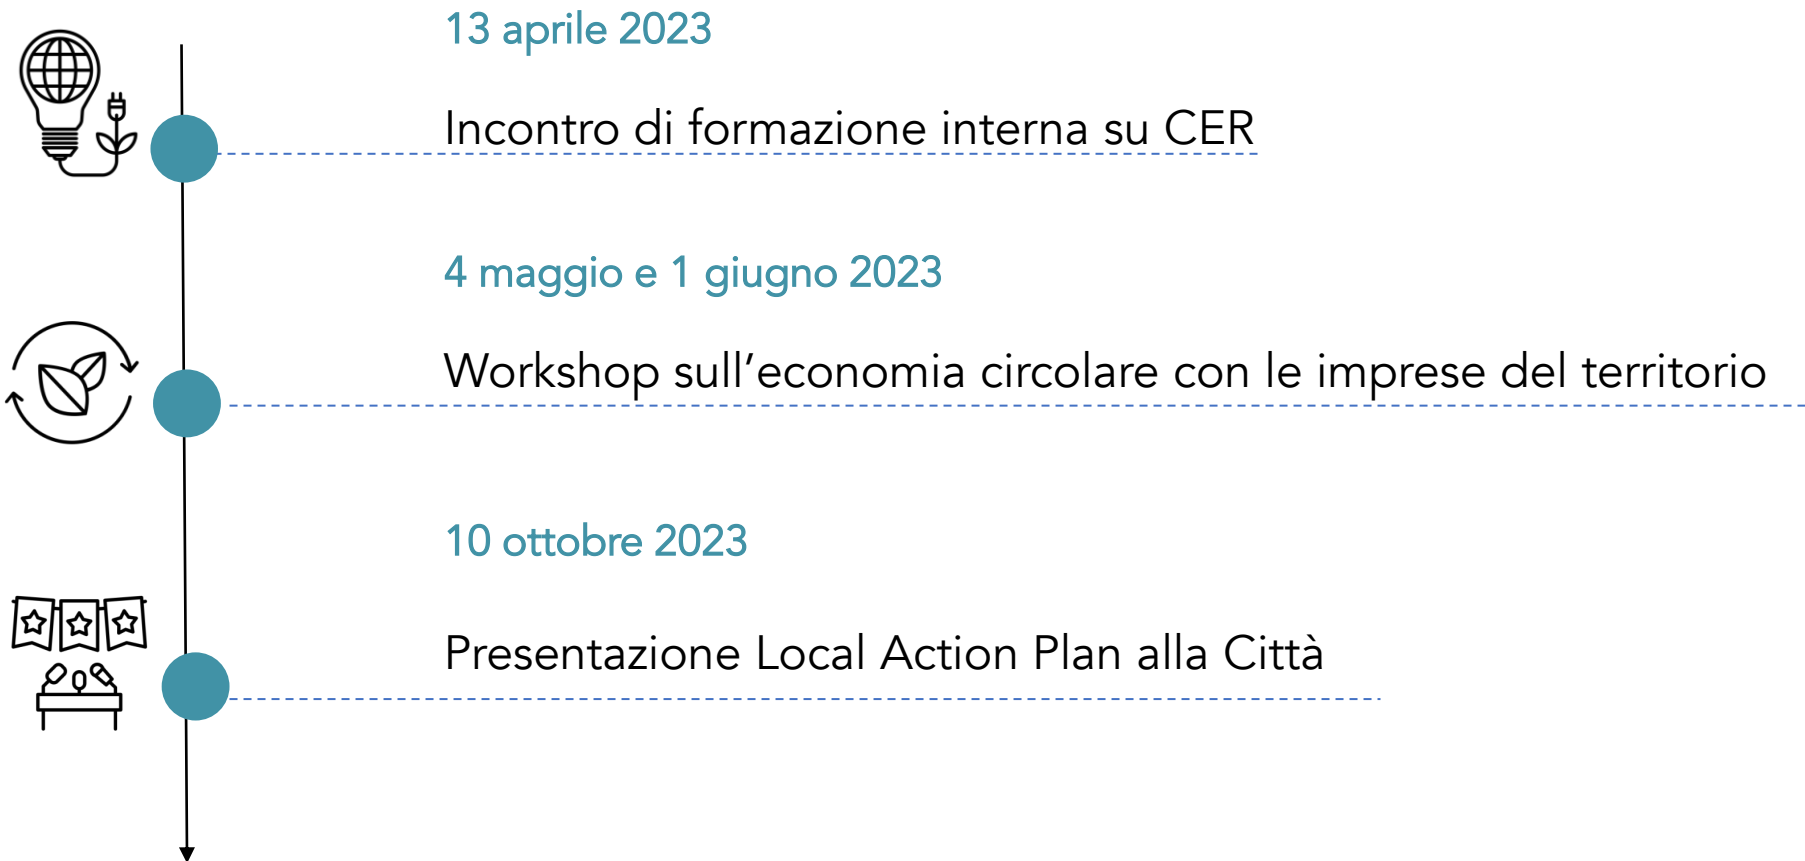 13 aprile 2023
Incontro di formazione interna su CER
4 maggio e 1 giugno 2023
Workshop sull’economia circolare con le imprese del territorio
10 ottobre 2023
Presentazione Local Action Plan alla Città